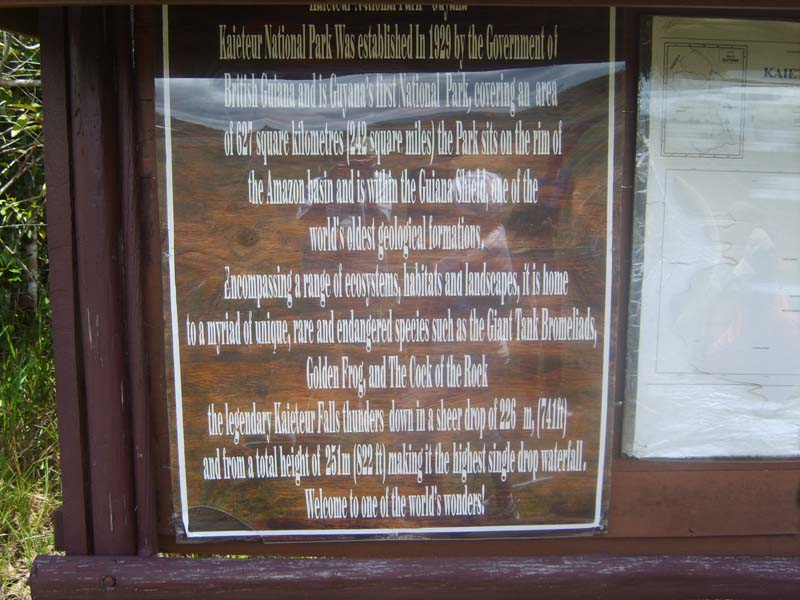 Kaieteur National Park Guyana
Kaieteur National Park Was established In 1929 by the Government of
British Guiana and is Guyana's first National Park, covering an area
of 627 square kilometres (242 square miles) the Park sits on the rim of
the Amazon basin and is within the Guiana Shield, one of the
world's oldest geological formations.
Encompassing a range of ecosystems, habitats and landscapes, it is home
to a myriad of unique, rare and endangered species such as the Giant Tank Bromeliads,
Golden Frog, and The Cock of the Rock
the legendary Kaieteur Falls thunders down in a sheer drop of 226 m, (741ft)
and from a total height of 251m (822 ft) making it the highest single drop waterfall.
Welcome to one of the world's wonders!
KAIE